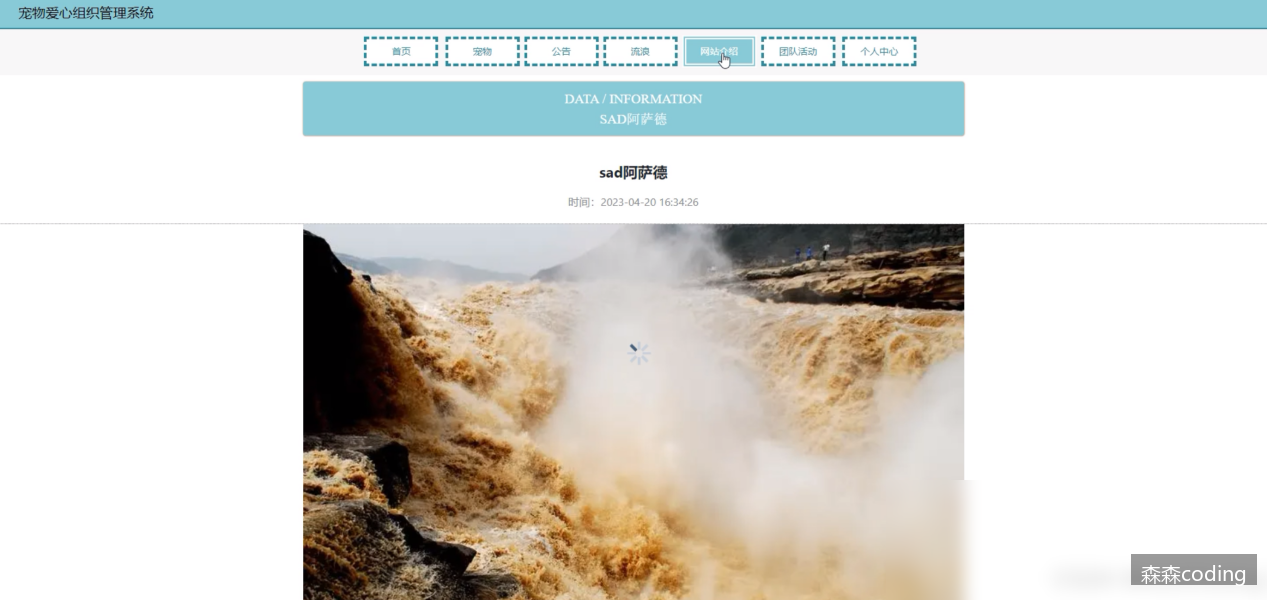 宠物爱心组织管理系统
首页 宠物 公告 流浪 网站介绍 团队活动 个人中心
DATA / INFORMATION
SAD阿萨德
sad阿萨德
时间：2023-04-20 16:34:26
森森coding